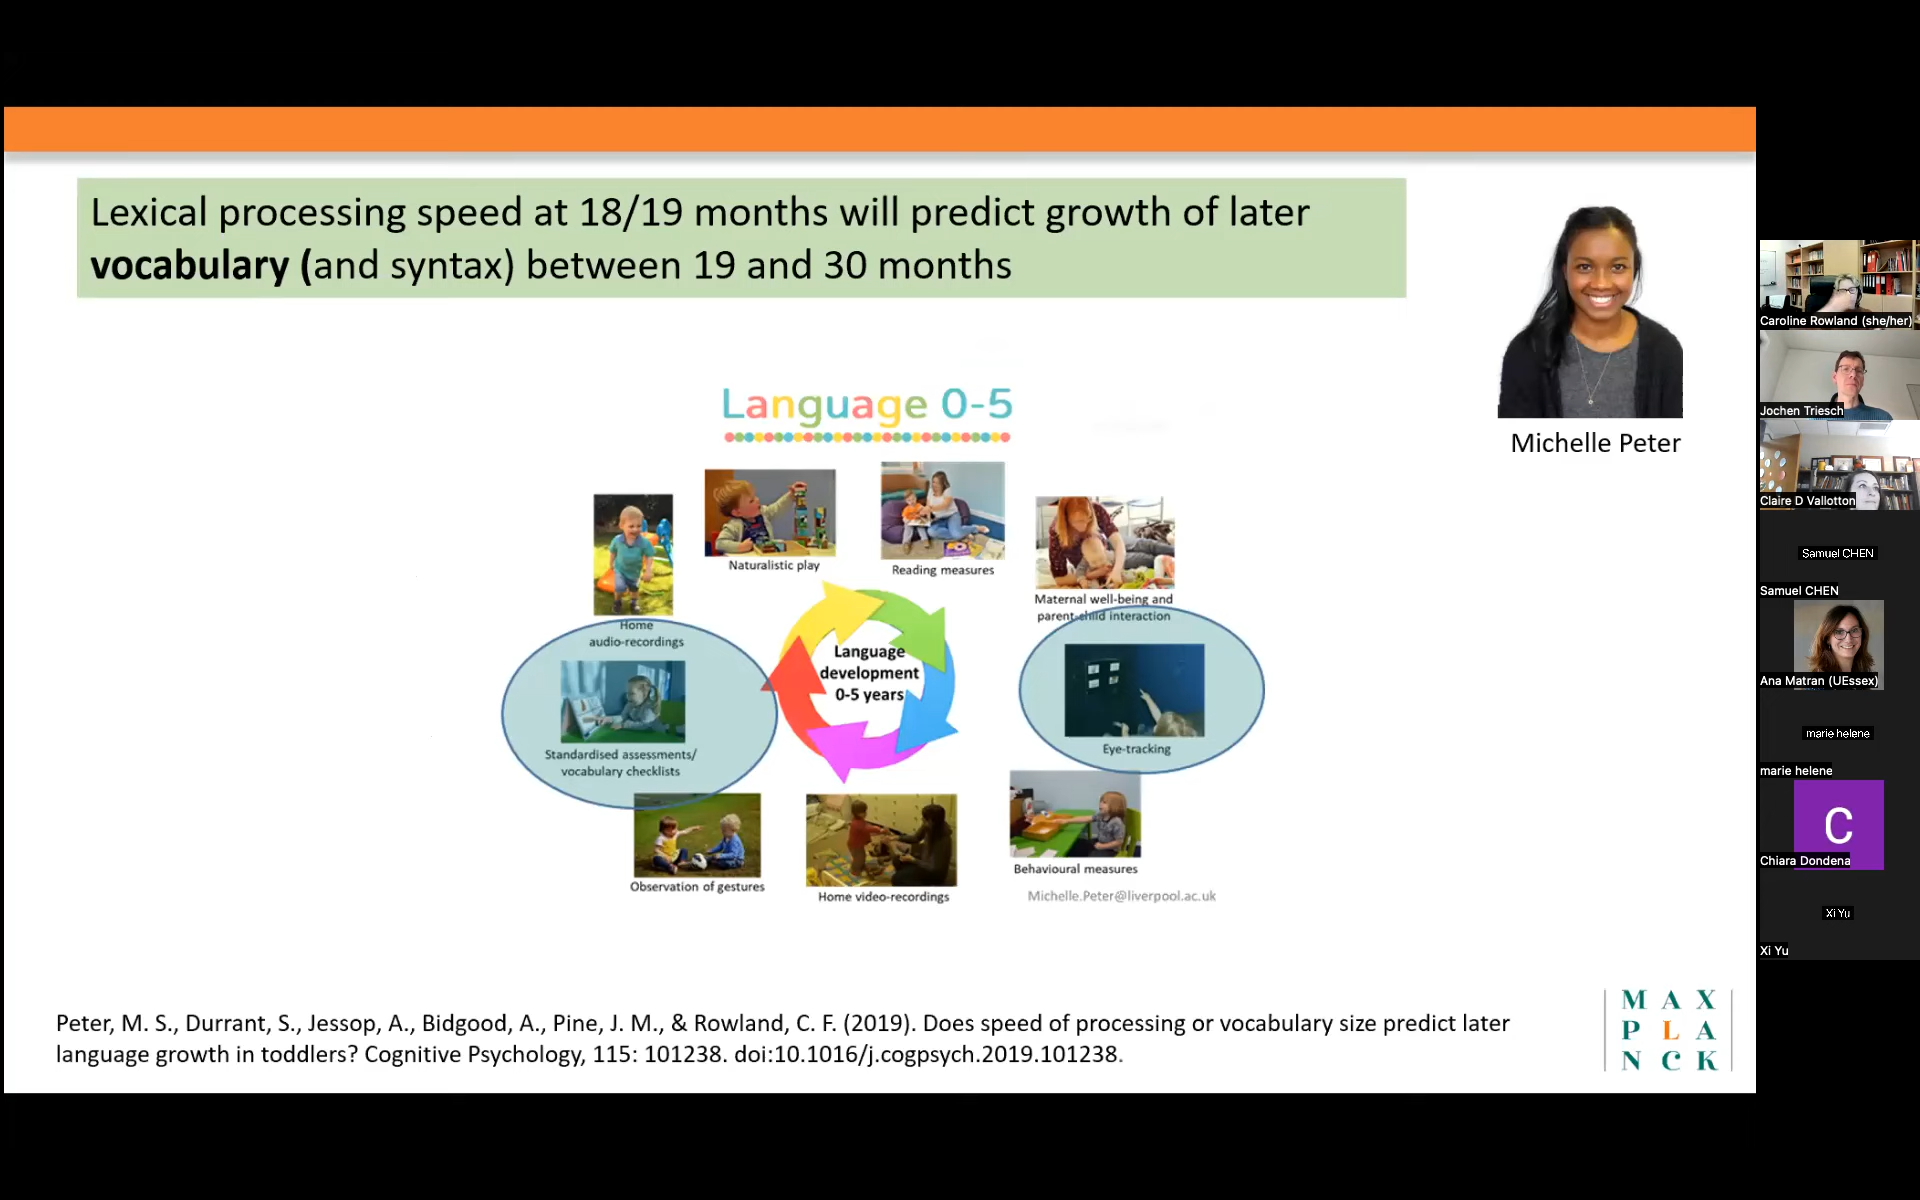 Lexical processing speed at 18/19 months will predict growth of later
vocabulary (and syntax) between 19 and 30 months
Michelle Peter
Language 0-5
Naturalistic play
Reading measures
Maternal well-being and
parent-child interaction
Home
audio-recordings
Language
development
0-5 years
Standardised assessments/
vocabulary checklists
Eye-tracking
Observation of gestures
Home video-recordings
Behavioural measures
Michelle.Peter@liverpool.ac.uk
Peter, M. S., Durrant, S., Jessop, A., Bidgood, A., Pine, J. M., & Rowland, C. F. (2019). Does speed of processing or vocabulary size predict later
language growth in toddlers? Cognitive Psychology, 115: 101238. doi:10.1016/j.cogpsych.2019.101238.
MAX
PLA
NCK
Caroline Rowland (she/her)
Jochen Triesch
Claire D Vallotton
Samuel CHEN
Samuel CHEN
Ana Matran (UEssex)
marie helene
marie helene
C
Chiara Dondena
Xi Yu
Xi Yu